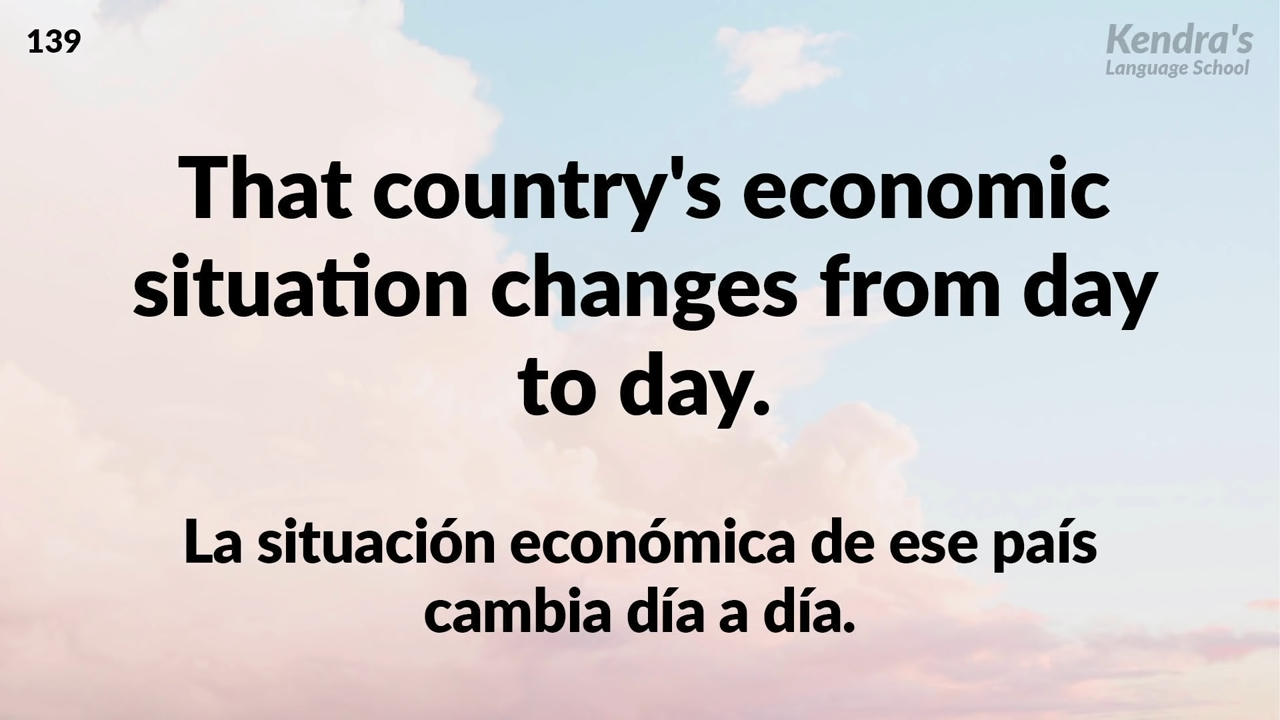 139
Kendra's
Language School
That country's economic
situation changes from day
to day.
La situación económica de ese país
cambia día a día.